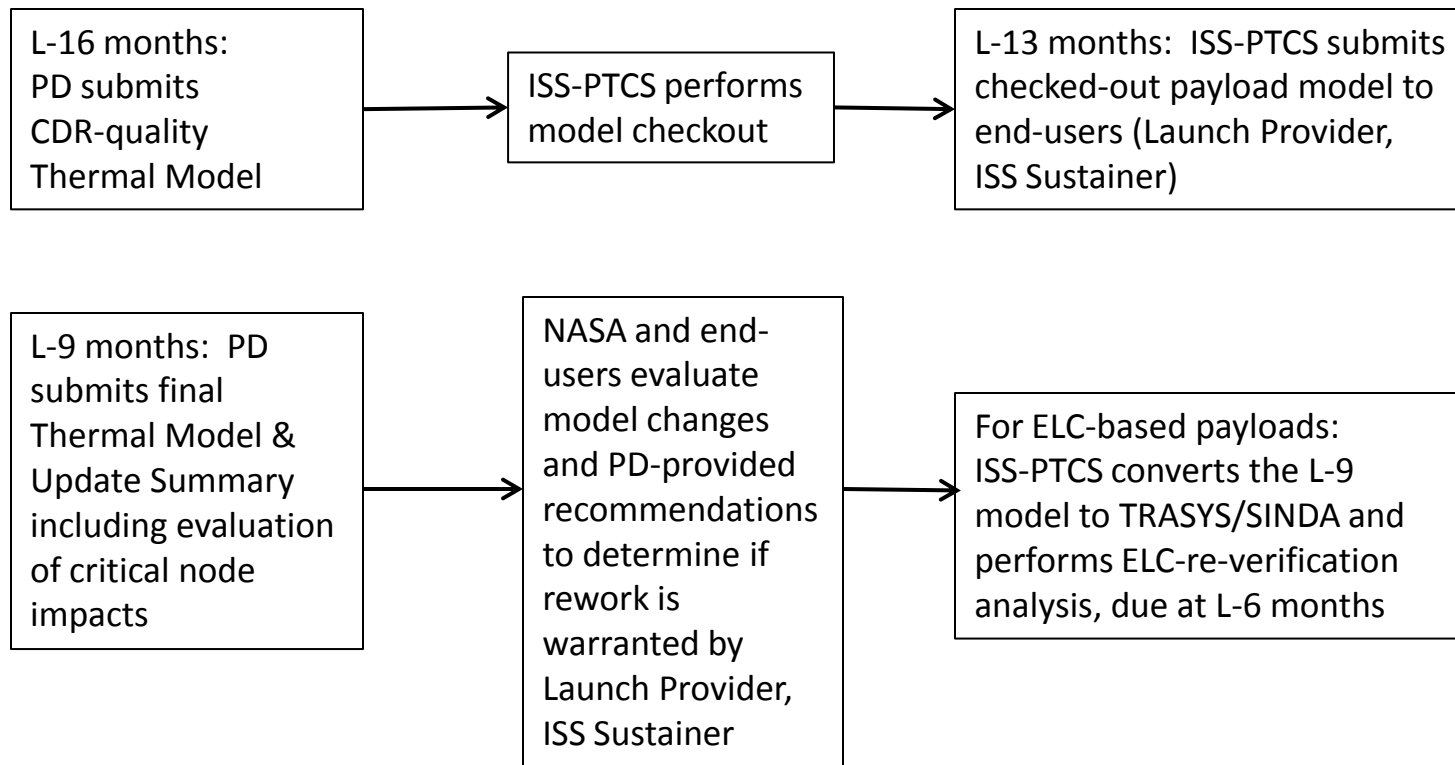 L-16 months:
PD submits
CDR-quality
Thermal Model
ISS-PTCS performs
model checkout
L-13 months:  ISS-PTCS submits
checked-out payload model to
end-users (Launch Provider,
ISS Sustainer)
L-9 months:  PD
submits final
Thermal Model &
Update Summary
including evaluation
of critical node
impacts
NASA and end-
users evaluate
model changes
and PD-provided
recommendations
to determine if
rework is
warranted by
Launch Provider,
ISS Sustainer
For ELC-based payloads:
ISS-PTCS converts the L-9
model to TRASYS/SINDA and
performs ELC-re-verification
analysis, due at L-6 months